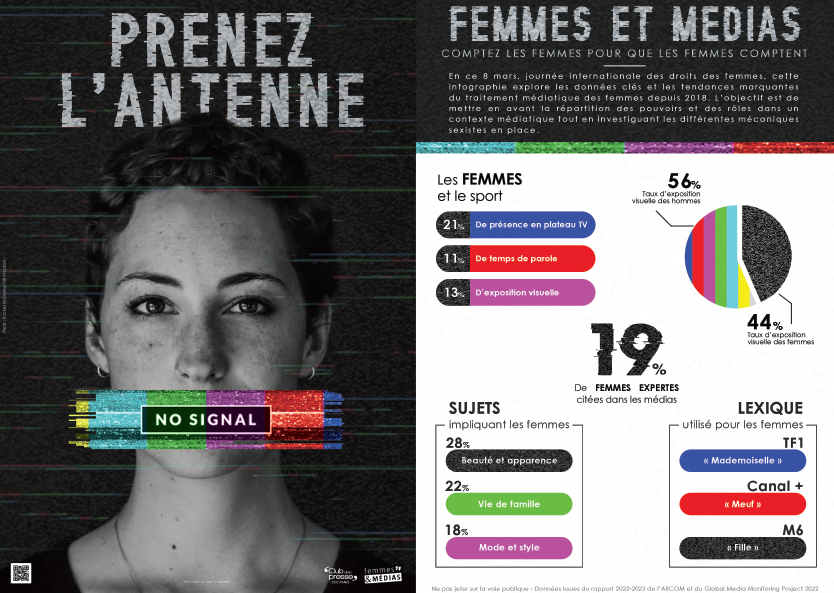 PRENEZ
L'ANTENNE
NO SIGNAL
Club de la
presse
OCCITANIE
femmes
&MÉDIAS
FEMMES ET MEDIAS
COMPTEZ LES FEMMES POUR QUE LES FEMMES COMPTENT
En ce 8 mars, journée internationale des droits des femmes, cette
infographie explore les données clés et les tendances marquantes
du traitement médiatique des femmes depuis 2018. L'objectif est de
mettre en avant la répartition des pouvoirs et des rôles dans un
contexte médiatique tout en investiguant les différentes mécaniques
sexistes en place.
Les FEMMES
et le sport
21% De présence en plateau TV
11% De temps de parole
13% D'exposition visuelle
56%
Taux d'exposition
visuelle des hommes
44%
Taux d'exposition
visuelle des femmes
19%
De FEMMES EXPERTES
citées dans les médias
SUJETS
impliquant les femmes
28%
Beauté et apparence
22%
Vie de famille
18%
Mode et style
LEXIQUE
utilisé pour les femmes
TF1
« Mademoiselle »
Canal +
« Meuf »
M6
« Fille »
Ne pas jeter sur la voie publique - Données issues du rapport 2022-2023 de l'ARCOM et du Global Media Monitoring Project 2022